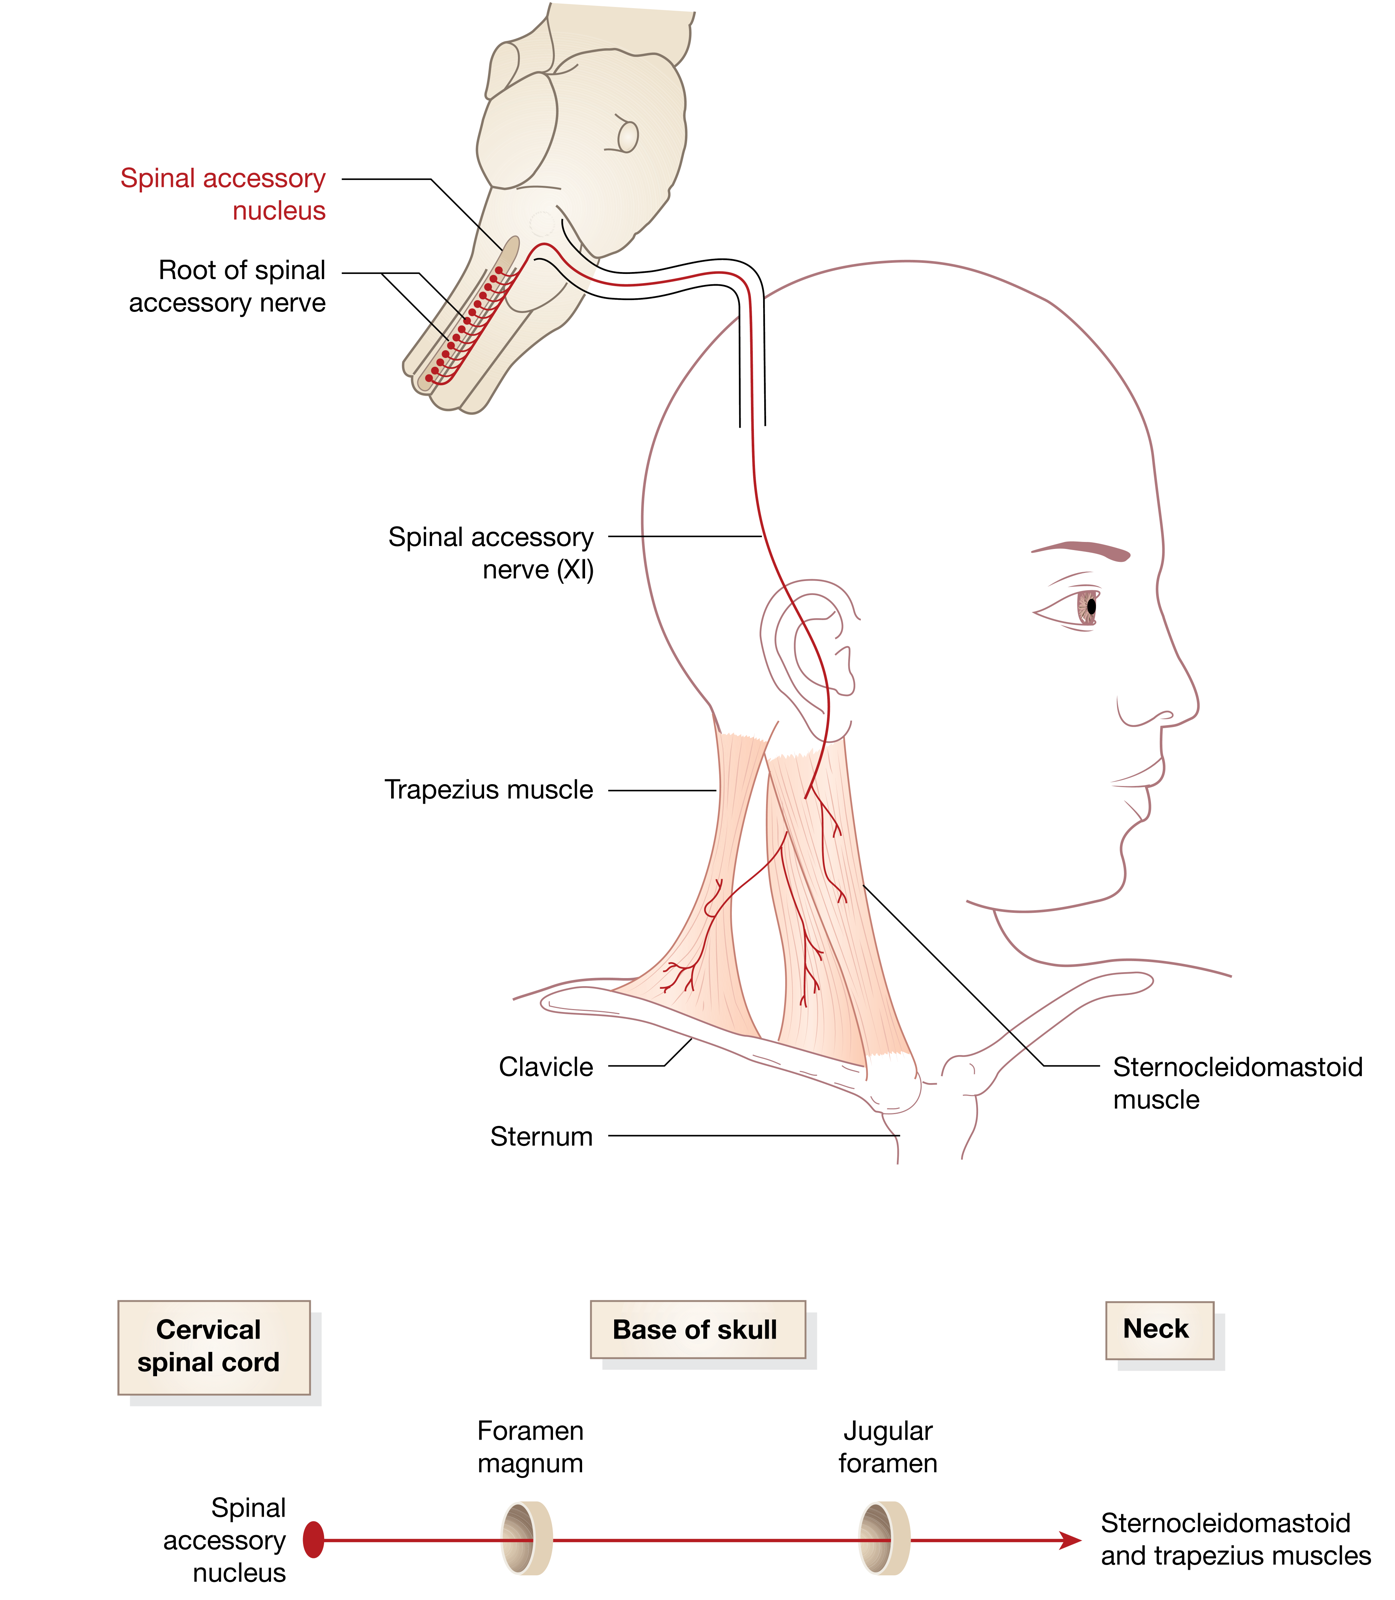 Spinal accessory
nucleus
Root of spinal
accessory nerve
Spinal accessory
nerve (XI)
Trapezius muscle
Clavicle
Sternocleidomastoid
muscle
Sternum
Cervical
spinal cord
Base of skull
Neck
Foramen
magnum
Jugular
foramen
Spinal
accessory
nucleus
Sternocleidomastoid
and trapezius muscles